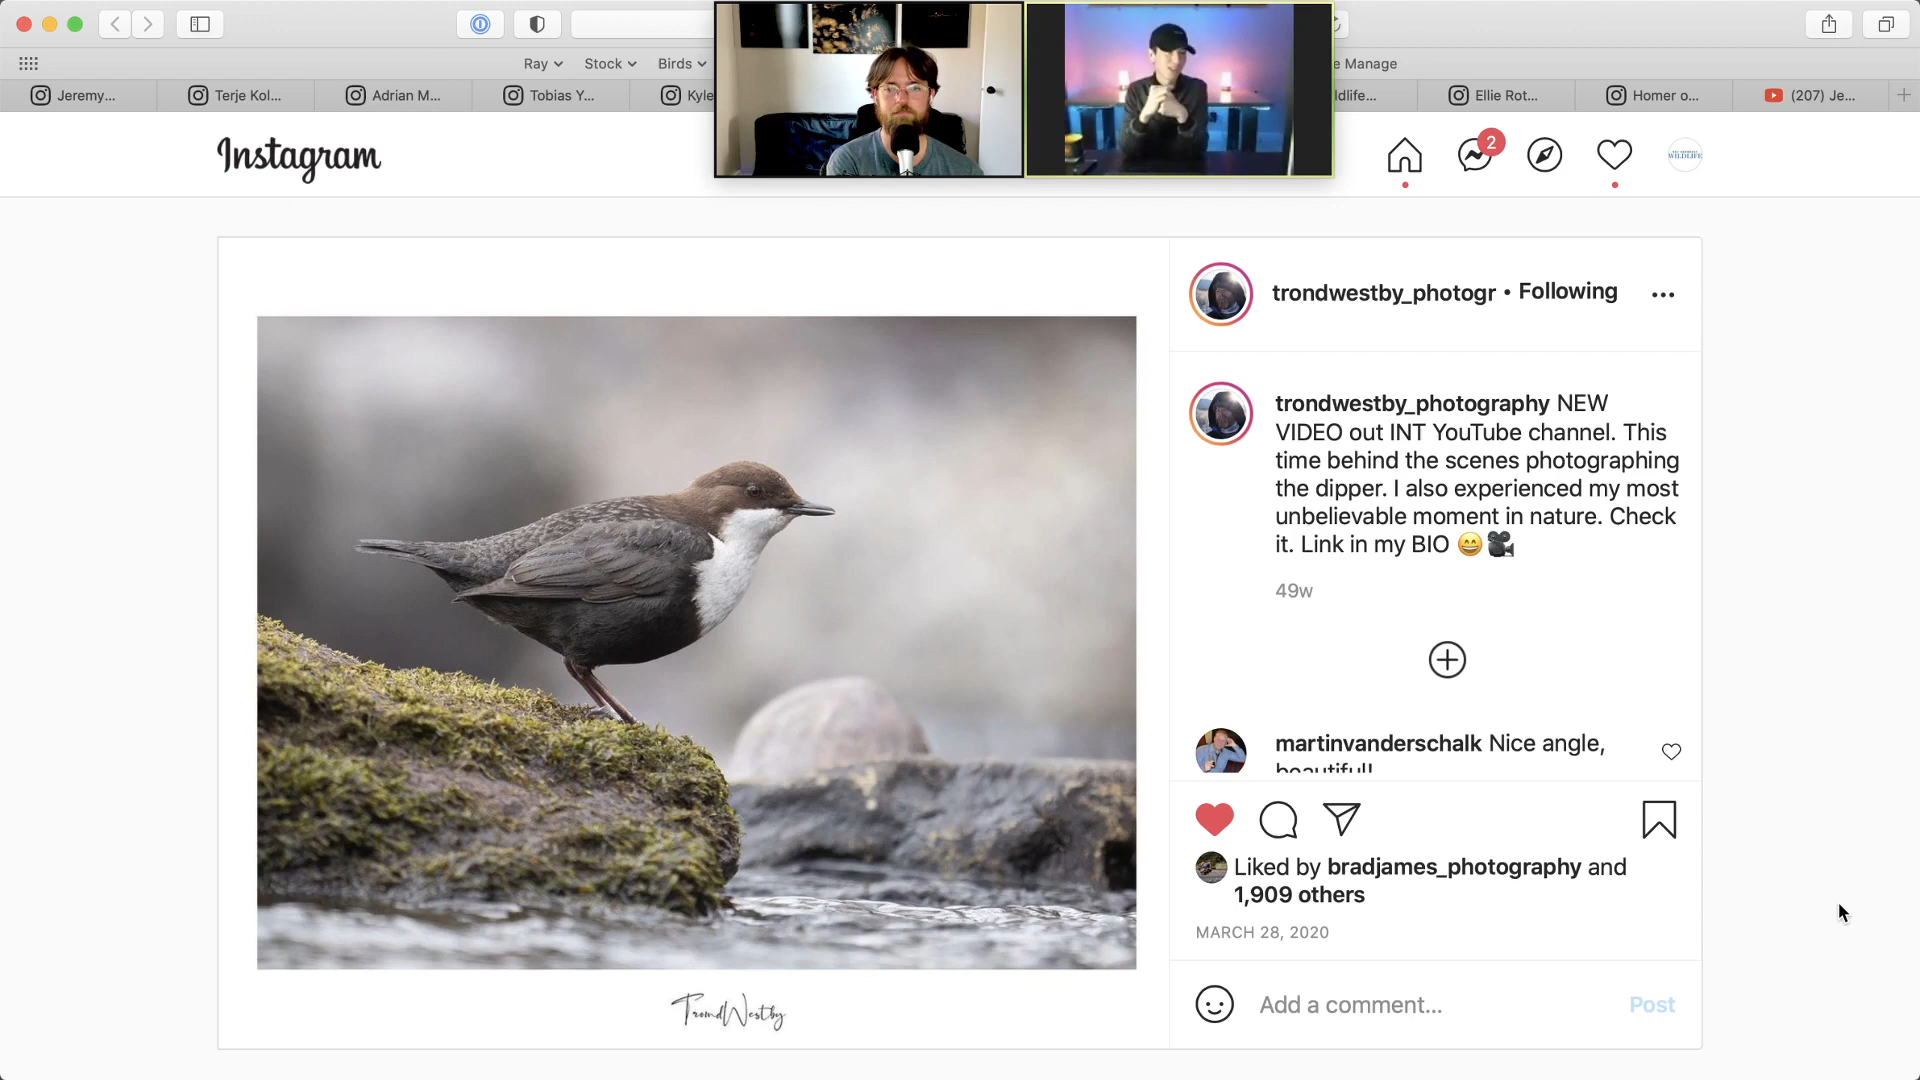 Ray
Stock
Birds
e Manage
Jeremy...
Terje Kol...
Adrian M...
Tobias Y...
Kyle
ldlife...
Ellie Rot...
Homer o...
(207) Je...
Instagram
2
WILDLIFE
trondwestby_photogr • Following
trondwestby_photography NEW
VIDEO out INT YouTube channel. This
time behind the scenes photographing
the dipper. I also experienced my most
unbelievable moment in nature. Check
it. Link in my BIO 😄🎥
49w
martinvanderschalk Nice angle,
beautiful!
Liked by bradjames_photography and
1,909 others
MARCH 28, 2020
Add a comment...
Post
TrondWestby